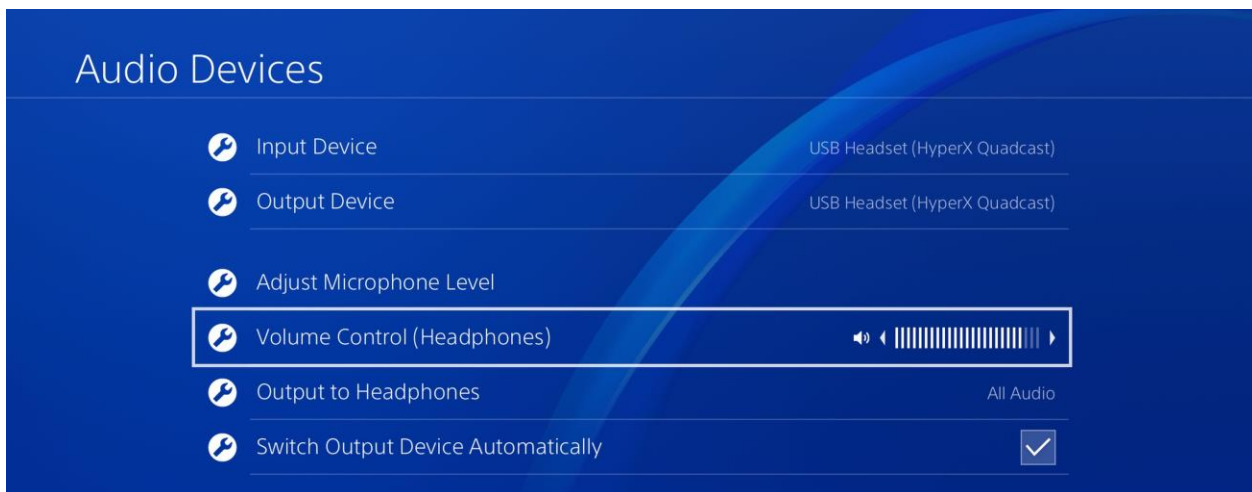 Audio Devices
Input Device USB Headset (HyperX Quadcast)
Output Device USB Headset (HyperX Quadcast)
Adjust Microphone Level
Volume Control (Headphones)
Output to Headphones All Audio
Switch Output Device Automatically